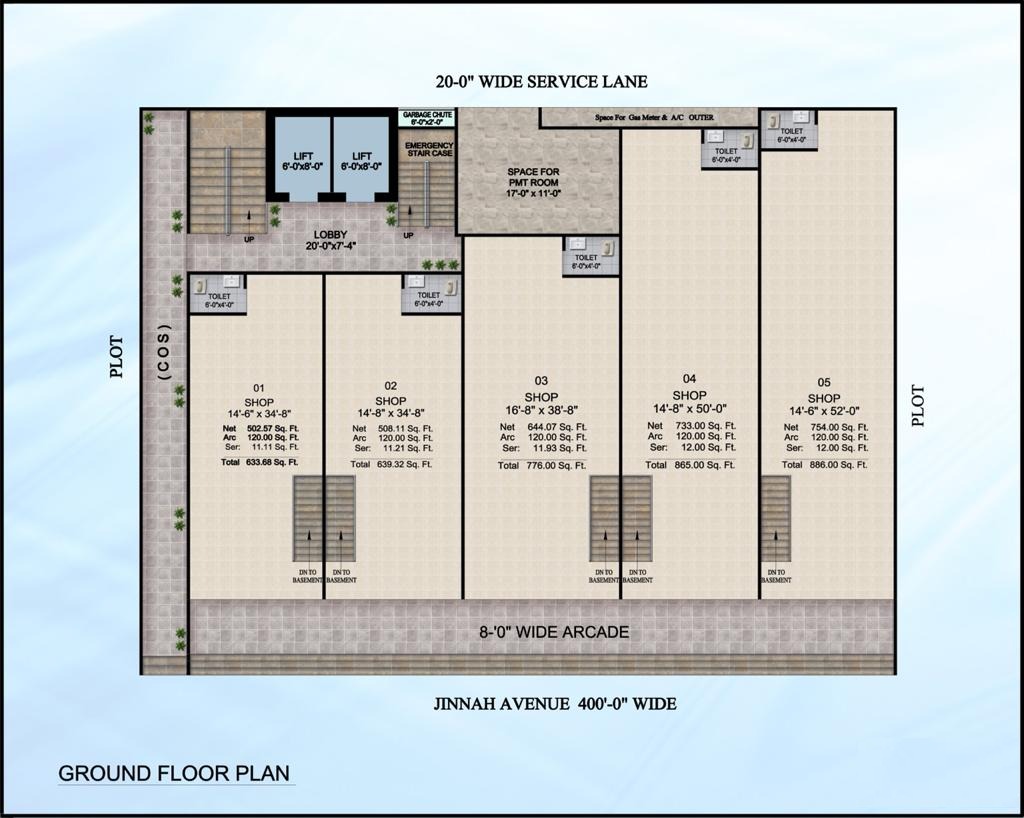 20-0" WIDE SERVICE LANE
GARBAGE CHUTE
6'-0"x2'-0"
Space For Gas Meter & A/C OUTER
EMERGENCY
STAIR CASE
LIFT
6'-0"x8'-0"
LIFT
6'-0"x8'-0"
SPACE FOR
PMT ROOM
17'-0" x 11'-0"
TOILET
6'-0"x4'-0"
TOILET
6'-0"x4'-0"
UP
LOBBY
20'-0"x7'-4"
UP
TOILET
6'-0"x4'-0"
TOILET
6'-0"x4'-0"
TOILET
6'-0"x4'-0"
PLOT
(COS)
01
SHOP
14'-6" x 34'-8"
Net 502.57 Sq. Ft.
Arc 120.00 Sq. Ft.
Ser: 11.11 Sq. Ft.
Total 633.68 Sq. Ft.
02
SHOP
14'-8" x 34'-8"
Net 508.11 Sq. Ft.
Arc 120.00 Sq. Ft.
Ser: 11.21 Sq. Ft.
Total 639.32 Sq. Ft.
03
SHOP
16'-8" x 38'-8"
Net 644.07 Sq. Ft.
Arc 120.00 Sq. Ft.
Ser: 11.93 Sq. Ft.
Total 776.00 Sq. Ft.
04
SHOP
14'-8" x 50'-0"
Net 733.00 Sq. Ft.
Arc 120.00 Sq. Ft.
Ser: 12.00 Sq. Ft.
Total 865.00 Sq. Ft.
05
SHOP
14'-6" x 52'-0"
Net 754.00 Sq. Ft.
Arc 120.00 Sq. Ft.
Ser: 12.00 Sq. Ft.
Total 886.00 Sq. Ft.
PLOT
DN TO
BASEMENT
DN TO
BASEMENT
DN TO
BASEMENT
DN TO
BASEMENT
DN TO
BASEMENT
8-'0" WIDE ARCADE
JINNAH AVENUE 400'-0" WIDE
GROUND FLOOR PLAN